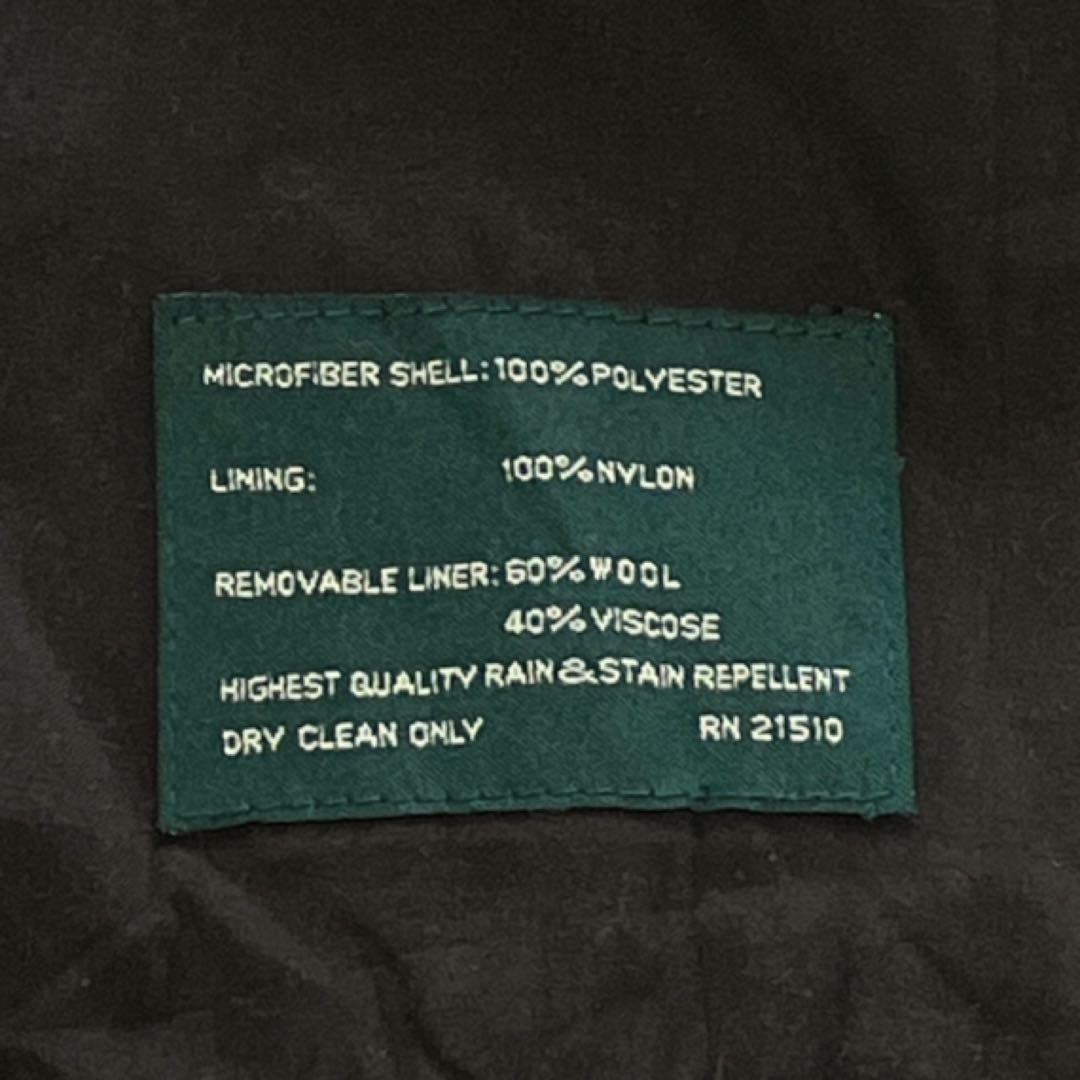 MICROFIBER SHELL: 100% POLYESTER
LINING: 100% NYLON
REMOVABLE LINER: 60% WOOL
40% VISCOSE
HIGHEST QUALITY RAIN & STAIN REPELLENT
DRY CLEAN ONLY RN 21510